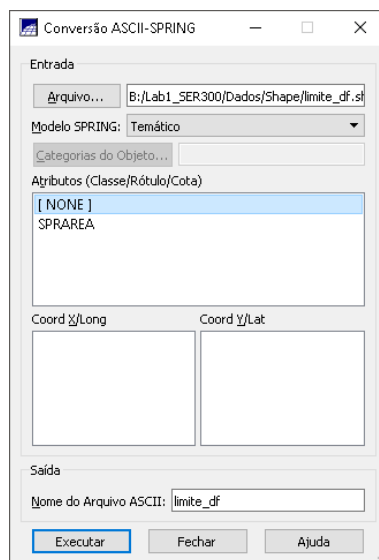 Conversão ASCII-SPRING
Entrada
Arquivo... B:/Lab1_SER300/Dados/Shape/limite_df.sh
Modelo SPRING: Temático
Categorias do Objeto...
Atributos (Classe/Rótulo/Cota)
[ NONE ]
SPRAREA
Coord X/Long Coord Y/Lat
Saída
Nome do Arquivo ASCII: limite_df
Executar Fechar Ajuda